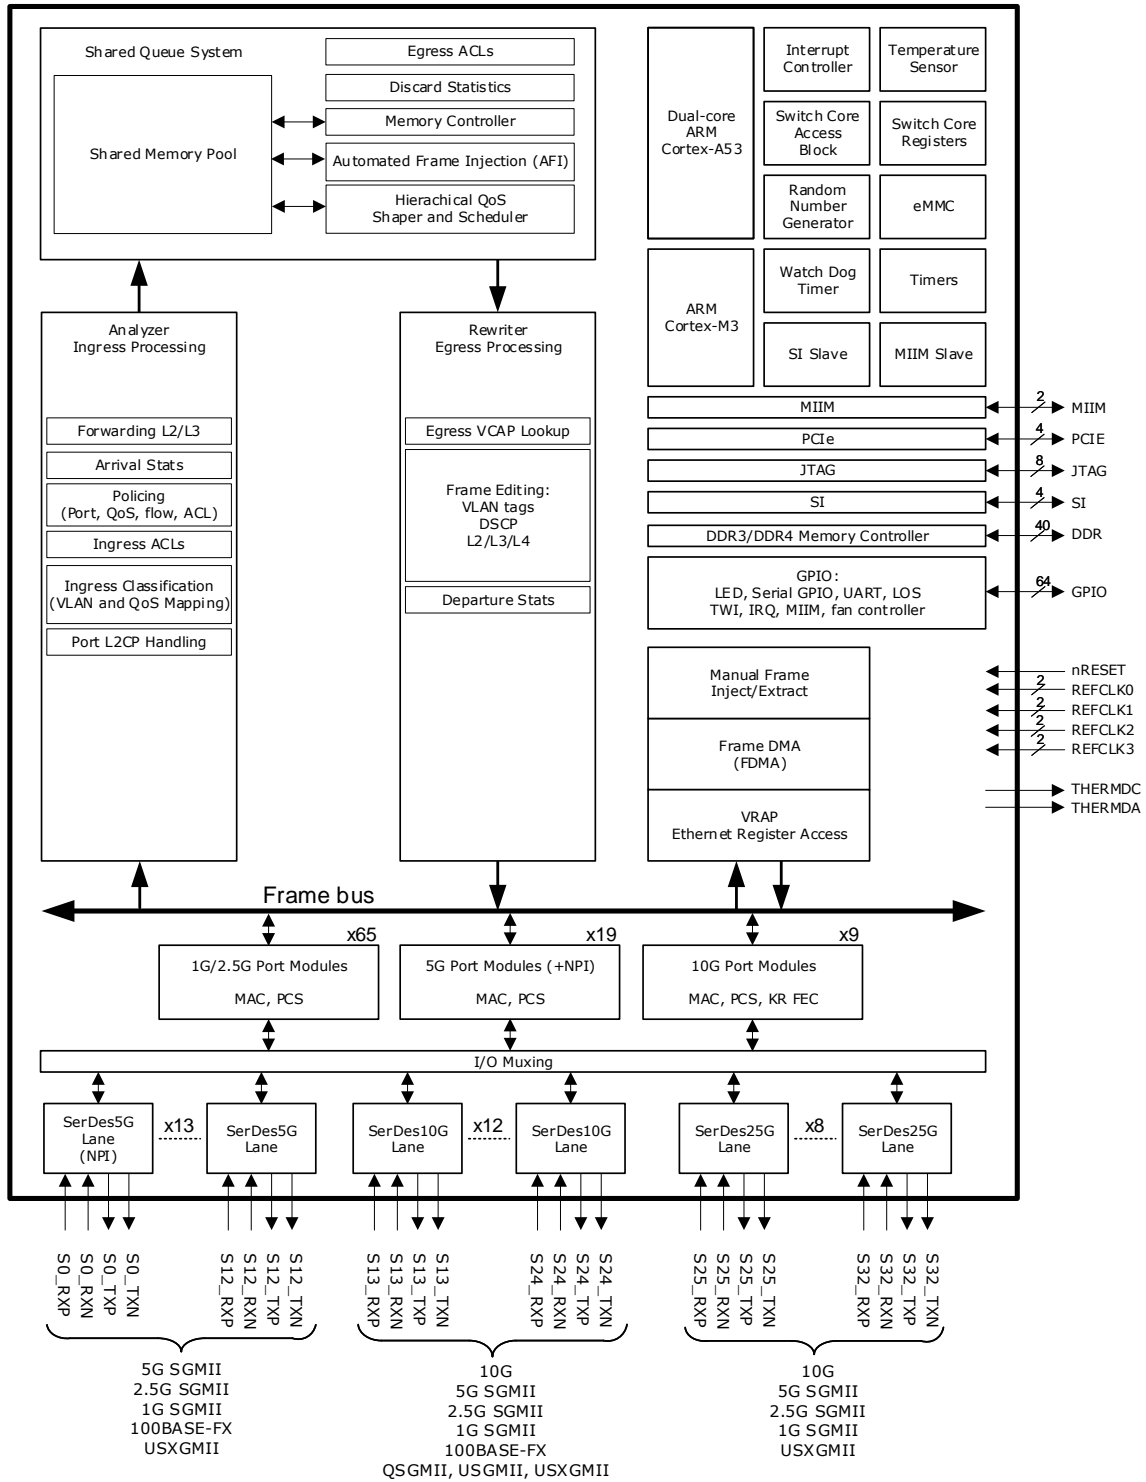 Shared Queue System
Egress ACLs
Discard Statistics
Memory Controller
Automated Frame Injection (AFI)
Hierachical QoS
Shaper and Scheduler
Shared Memory Pool
Dual-core
ARM
Cortex-A53
Interrupt
Controller
Temperature
Sensor
Switch Core
Access
Block
Switch Core
Registers
Random
Number
Generator
eMMC
ARM
Cortex-M3
Watch Dog
Timer
Timers
SI Slave
MIIM Slave
Analyzer
Ingress Processing
Forwarding L2/L3
Arrival Stats
Policing
(Port, QoS, flow, ACL)
Ingress ACLs
Ingress Classification
(VLAN and QoS Mapping)
Port L2CP Handling
Rewriter
Egress Processing
Egress VCAP Lookup
Frame Editing:
VLAN tags
DSCP
L2/L3/L4
Departure Stats
MIIM
2
MIIM
PCIe
4
PCIE
JTAG
8
JTAG
SI
4
SI
DDR3/DDR4 Memory Controller
40
DDR
GPIO:
LED, Serial GPIO, UART, LOS
TWI, IRQ, MIIM, fan controller
64
GPIO
Manual Frame
Inject/Extract
Frame DMA
(FDMA)
VRAP
Ethernet Register Access
nRESET
2
REFCLK0
2
REFCLK1
2
REFCLK2
2
REFCLK3
THERMDC
THERMDA
Frame bus
x65
1G/2.5G Port Modules
MAC, PCS
x19
5G Port Modules (+NPI)
MAC, PCS
x9
10G Port Modules
MAC, PCS, KR FEC
I/O Muxing
SerDes5G
Lane
(NPI)
x13
SerDes5G
Lane
SerDes10G
Lane
x12
SerDes10G
Lane
SerDes25G
Lane
x8
SerDes25G
Lane
S0_RXP
S0_RXN
S0_TXP
S0_TXN
S12_RXP
S12_RXN
S12_TXP
S12_TXN
S13_RXP
S13_RXN
S13_TXP
S13_TXN
S24_RXP
S24_RXN
S24_TXP
S24_TXN
S25_RXP
S25_RXN
S25_TXP
S25_TXN
S32_RXP
S32_RXN
S32_TXP
S32_TXN
5G SGMII
2.5G SGMII
1G SGMII
100BASE-FX
USXGMII
10G
5G SGMII
2.5G SGMII
1G SGMII
100BASE-FX
QSGMII, USGMII, USXGMII
10G
5G SGMII
2.5G SGMII
1G SGMII
USXGMII